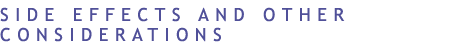 SIDE EFFECTS AND OTHER
CONSIDERATIONS